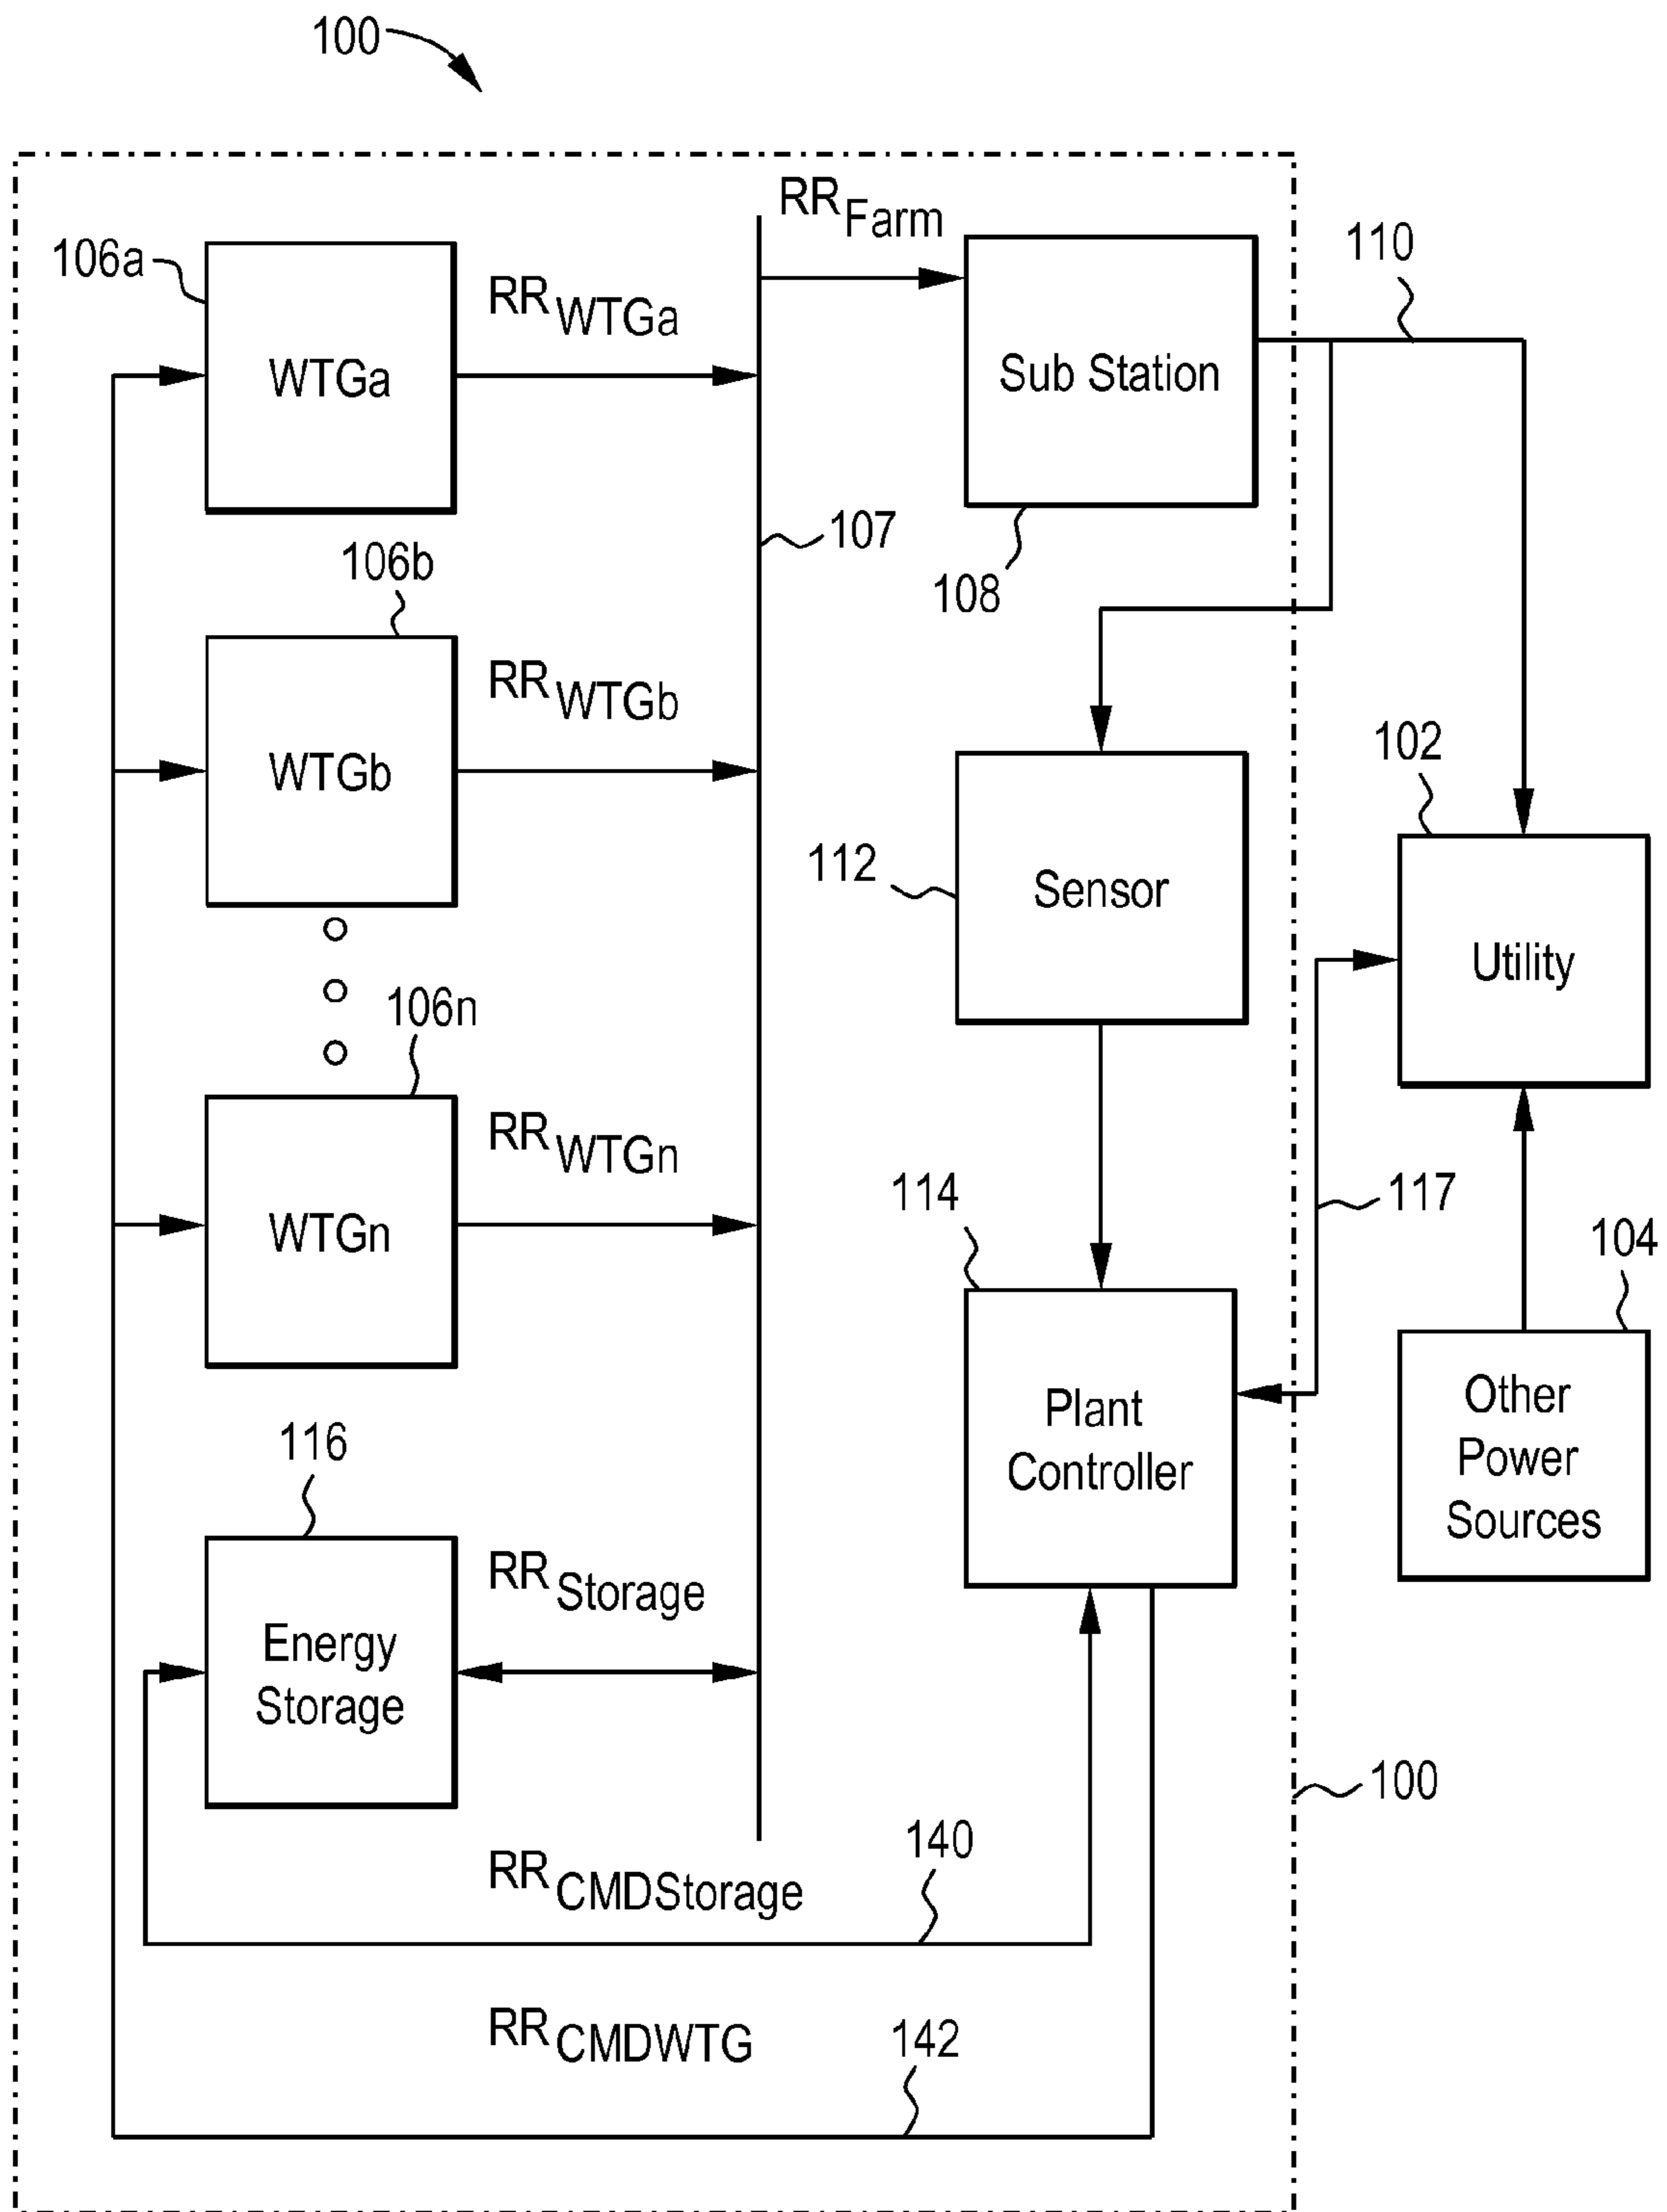 100
RRFarm
106a
RRWTGa
110
WTGa
Sub Station
107
106b
108
RRWTGb
102
WTGb
112
Sensor
Utility
106n
RRWTGn
114
117
WTGn
104
Other
Power
Sources
Plant
Controller
116
RRStorage
Energy
Storage
100
140
RRCMDStorage
RRCMDWTG
142